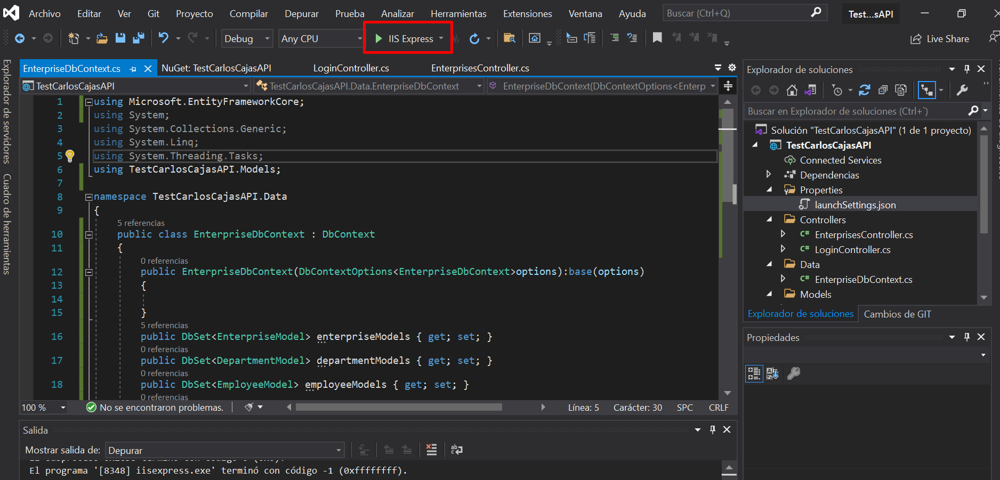 Archivo Editar Ver Git Proyecto Compilar Depurar Prueba Analizar Herramientas Extensiones Ventana Ayuda Buscar (Ctrl+Q) Test...sAPI
Debug Any CPU IIS Express Live Share
Explorador de servidores
Cuadro de herramientas
EnterpriseDbContext.cs NuGet: TestCarlosCajasAPI LoginController.cs EnterprisesController.cs
TestCarlosCajasAPI TestCarlosCajasAPI.Data.EnterpriseDbContext EnterpriseDbContext(DbContextOptions<Enterp
1 using Microsoft.EntityFrameworkCore;
2 using System;
3 using System.Collections.Generic;
4 using System.Linq;
5 using System.Threading.Tasks;
6 using TestCarlosCajasAPI.Models;
7
8 namespace TestCarlosCajasAPI.Data
9 {
5 referencias
10 public class EnterpriseDbContext : DbContext
11 {
0 referencias
12 public EnterpriseDbContext(DbContextOptions<EnterpriseDbContext>options):base(options)
13 {
14
15 }
5 referencias
16 public DbSet<EnterpriseModel> enterpriseModels { get; set; }
0 referencias
17 public DbSet<DepartmentModel> departmentModels { get; set; }
0 referencias
18 public DbSet<EmployeeModel> employeeModels { get; set; }
0 referencias
100 % No se encontraron problemas. Línea: 5 Carácter: 30 SPC CRLF
Salida
Mostrar salida de: Depurar
El programa '[8348] iisexpress.exe' terminó con código -1 (0xffffffff).
Explorador de soluciones
Buscar en Explorador de soluciones (Ctrl+`)
Solución "TestCarlosCajasAPI" (1 de 1 proyecto)
TestCarlosCajasAPI
Connected Services
Dependencias
Properties
launchSettings.json
Controllers
C# EnterprisesController.cs
C# LoginController.cs
Data
C# EnterpriseDbContext.cs
Models
Explorador de soluciones Cambios de GIT
Propiedades